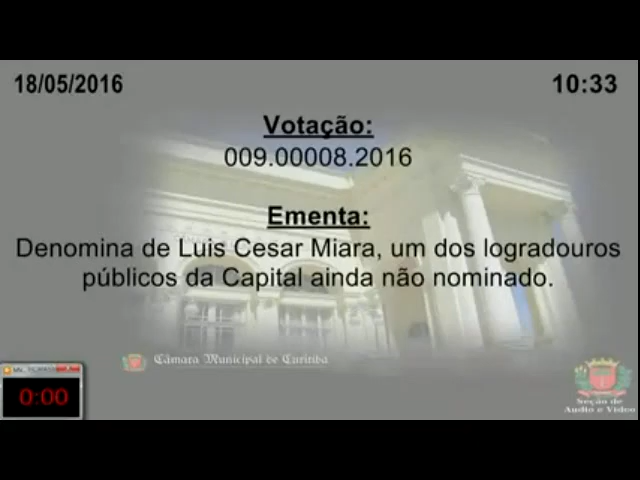 18/05/2016
10:33
Votação:
009.00008.2016
Ementa:
Denomina de Luis Cesar Miara, um dos logradouros
públicos da Capital ainda não nominado.
Câmara Municipal de Curitiba
0:00
Seção de
Áudio e Vídeo